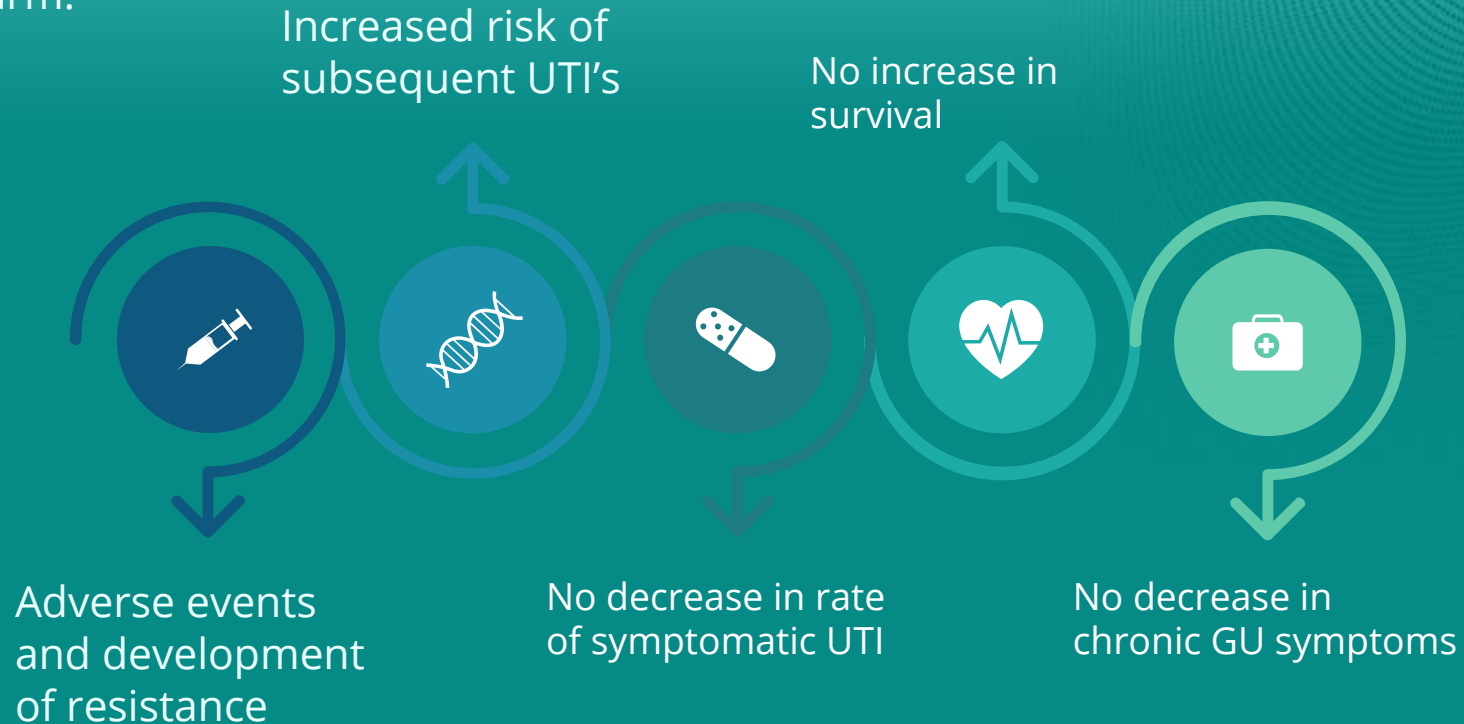 Increased risk of
subsequent UTI's
No increase in
survival
Adverse events
and development
of resistance
No decrease in rate
of symptomatic UTI
No decrease in
chronic GU symptoms